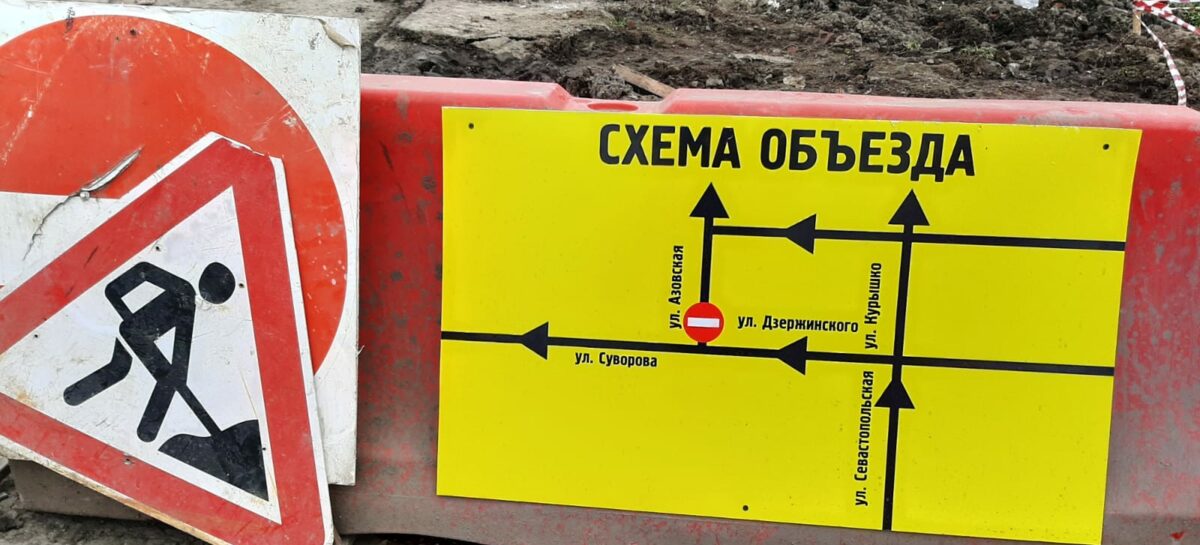 СХЕМА ОБЪЕЗДА
ул. Азовская
ул. Дзержинского
ул. Курышко
ул. Суворова
ул. Севастопольская